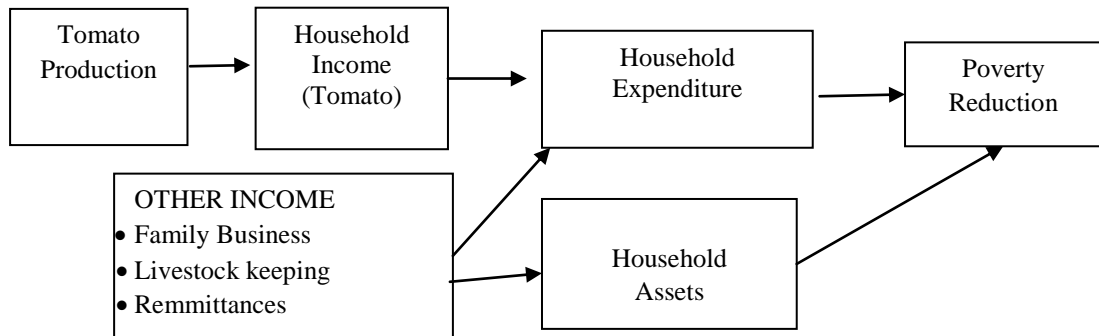 Tomato
Production
Household
Income
(Tomato)
Household
Expenditure
Poverty
Reduction
OTHER INCOME
• Family Business
• Livestock keeping
• Remmittances
Household
Assets